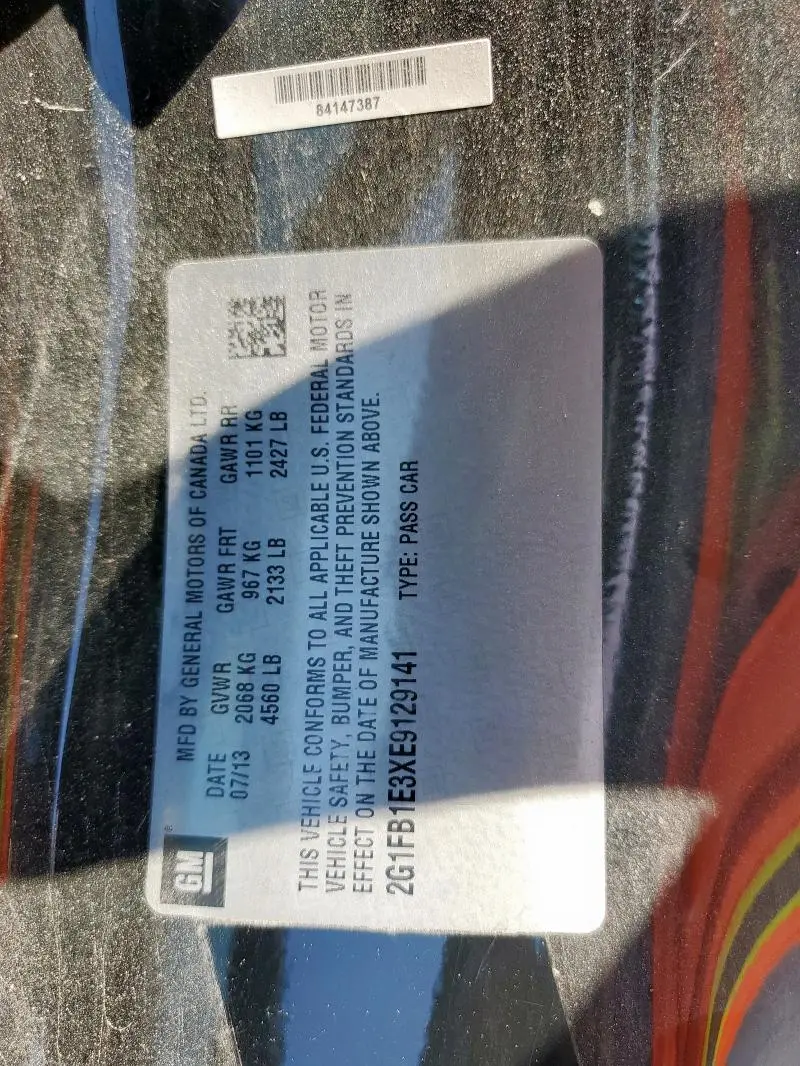 84147387
GM
®
MFD BY GENERAL MOTORS OF CANADA LTD.
DATE GVWR GAWR FRT GAWR RR
07/13 2068 KG 967 KG 1101 KG
4560 LB 2133 LB 2427 LB
THIS VEHICLE CONFORMS TO ALL APPLICABLE U.S. FEDERAL MOTOR
VEHICLE SAFETY, BUMPER, AND THEFT PREVENTION STANDARDS IN
EFFECT ON THE DATE OF MANUFACTURE SHOWN ABOVE.
2G1FB1E3XE9129141 TYPE: PASS CAR